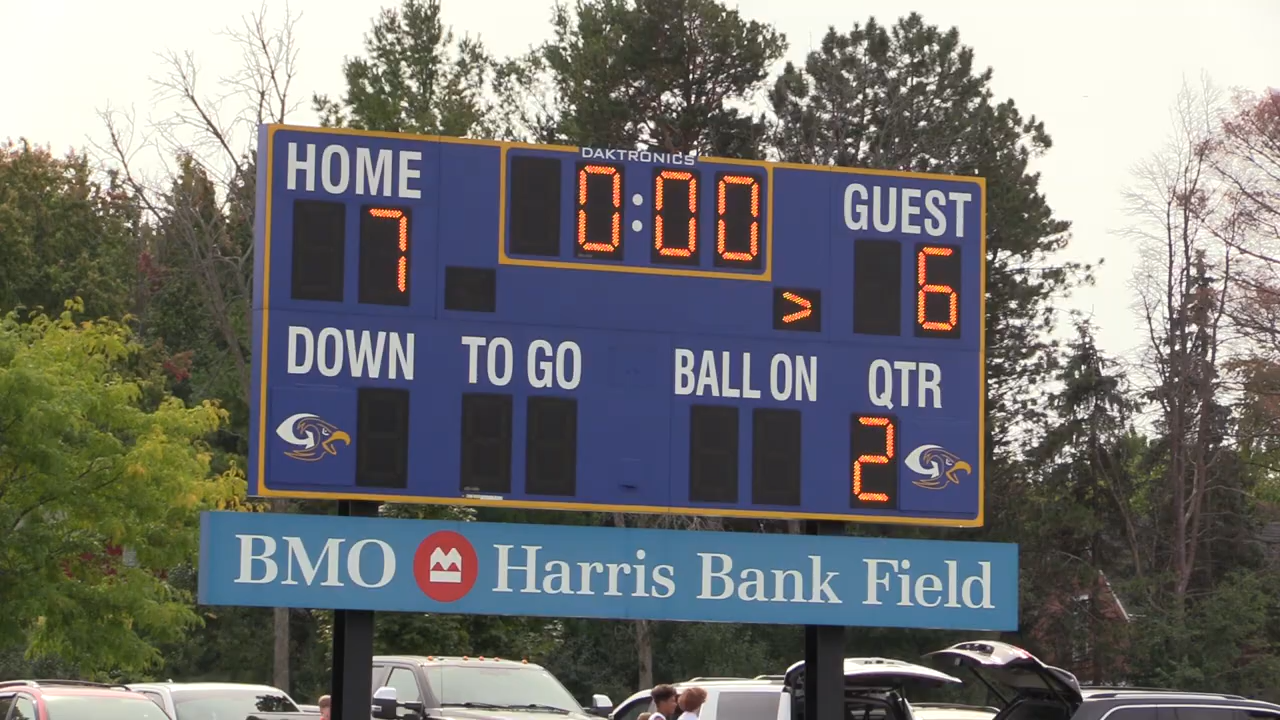 DAKTRONICS
HOME 0:00 GUEST
7 > 6
DOWN TO GO BALL ON QTR
2
BMO Harris Bank Field